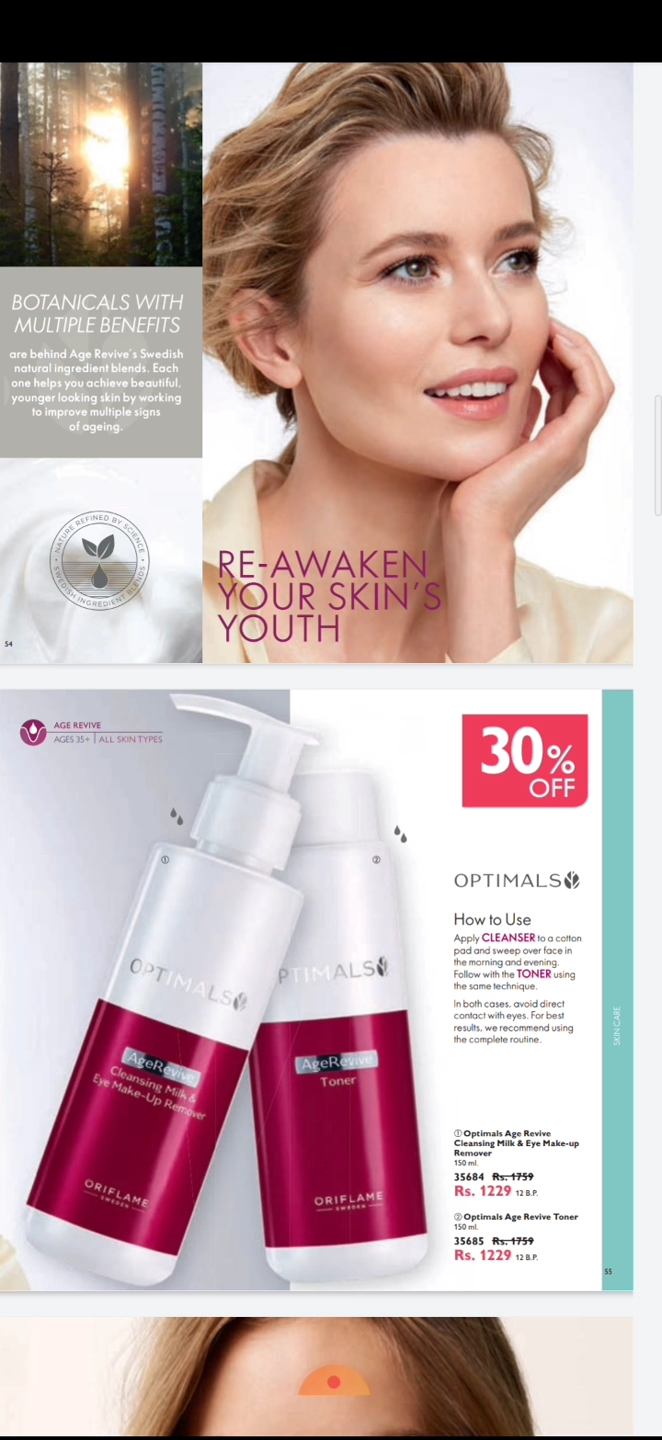 BOTANICALS WITH
MULTIPLE BENEFITS
are behind Age Revive's Swedish
natural ingredient blends. Each
one helps you achieve beautiful,
younger looking skin by working
to improve multiple signs
of ageing.
NATURE REFINED BY SCIENCE
SWEDISH INGREDIENT BLENDS
54
RE-AWAKEN
YOUR SKIN'S
YOUTH
AGE REVIVE
AGES 35+ | ALL SKIN TYPES
30%
OFF
①
②
OPTIMALS
AgeRevive
Cleansing Milk &
Eye Make-Up Remover
ORIFLAME
SWEDEN
PTIMALS
AgeRevive
Toner
ORIFLAME
SWEDEN
OPTIMALS
How to Use
Apply CLEANSER to a cotton
pad and sweep over face in
the morning and evening.
Follow with the TONER using
the same technique.
In both cases, avoid direct
contact with eyes. For best
results, we recommend using
the complete routine.
SKIN CARE
① Optimals Age Revive
Cleansing Milk & Eye Make-up
Remover
150 ml.
35684 Rs. 1759
Rs. 1229 12 B.P.
② Optimals Age Revive Toner
150 ml.
35685 Rs. 1759
Rs. 1229 12 B.P.
55